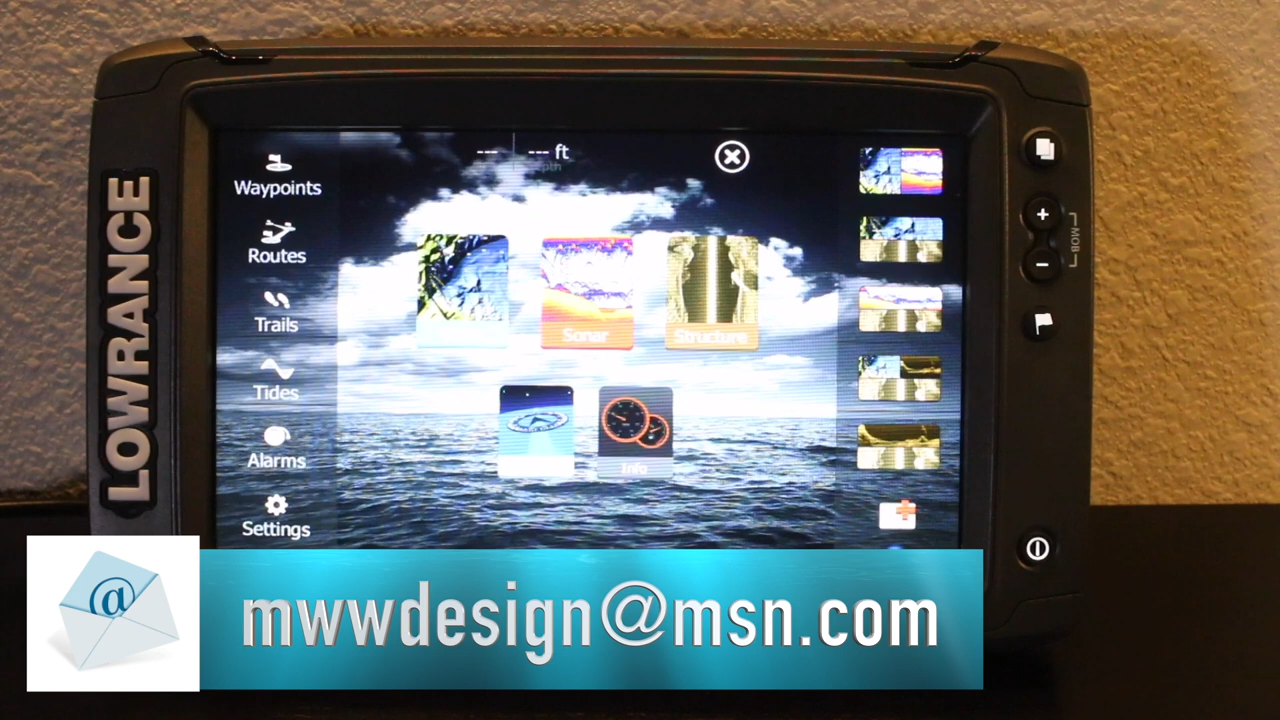 LOWRANCE
--- --- ft
Waypoints
Routes
Trails
Tides
Alarms
Settings
Sonar
Structure
Info
+
MOB
-
mwwdesign@msn.com